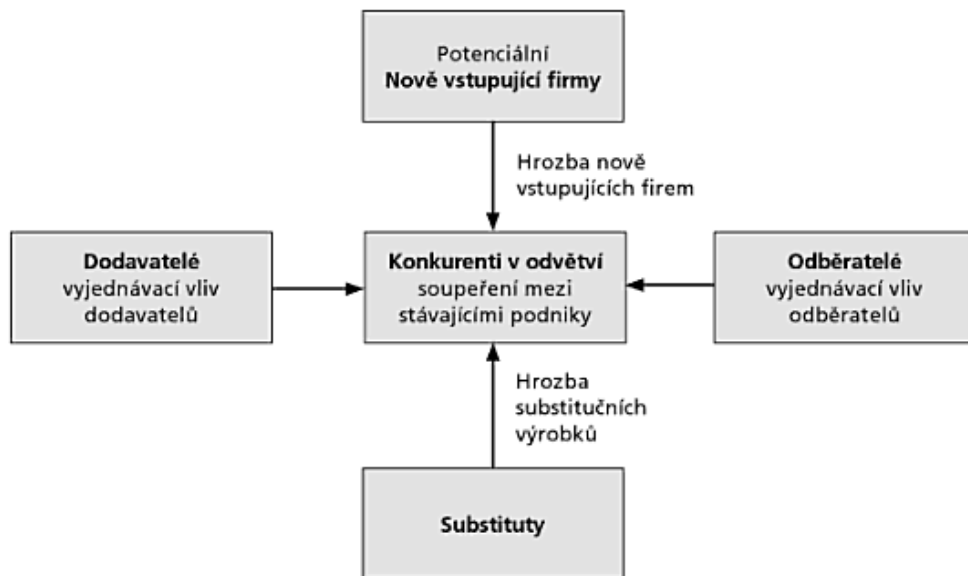 Potenciální
Nově vstupující firmy
Hrozba nově
vstupujících firem
Dodavatelé
vyjednávací vliv
dodavatelů
Konkurenti v odvětví
soupeření mezi
stávajícími podniky
Odběratelé
vyjednávací vliv
odběratelů
Hrozba
substitučních
výrobků
Substituty